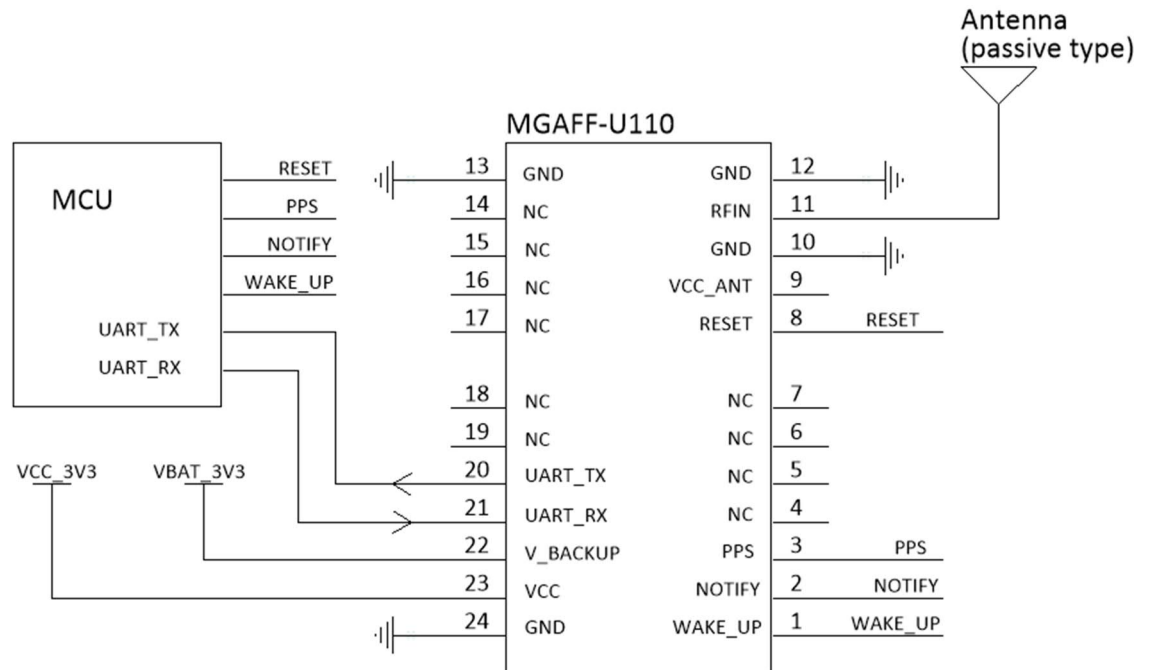 Antenna
(passive type)
MGAFF-U110
MCU
RESET
PPS
NOTIFY
WAKE_UP
UART_TX
UART_RX
VCC_3V3
VBAT_3V3
13 GND GND 12
14 NC RFIN 11
15 NC GND 10
16 NC VCC_ANT 9
17 NC RESET 8 RESET
18 NC NC 7
19 NC NC 6
20 UART_TX NC 5
21 UART_RX NC 4
22 V_BACKUP PPS 3 PPS
23 VCC NOTIFY 2 NOTIFY
24 GND WAKE_UP 1 WAKE_UP